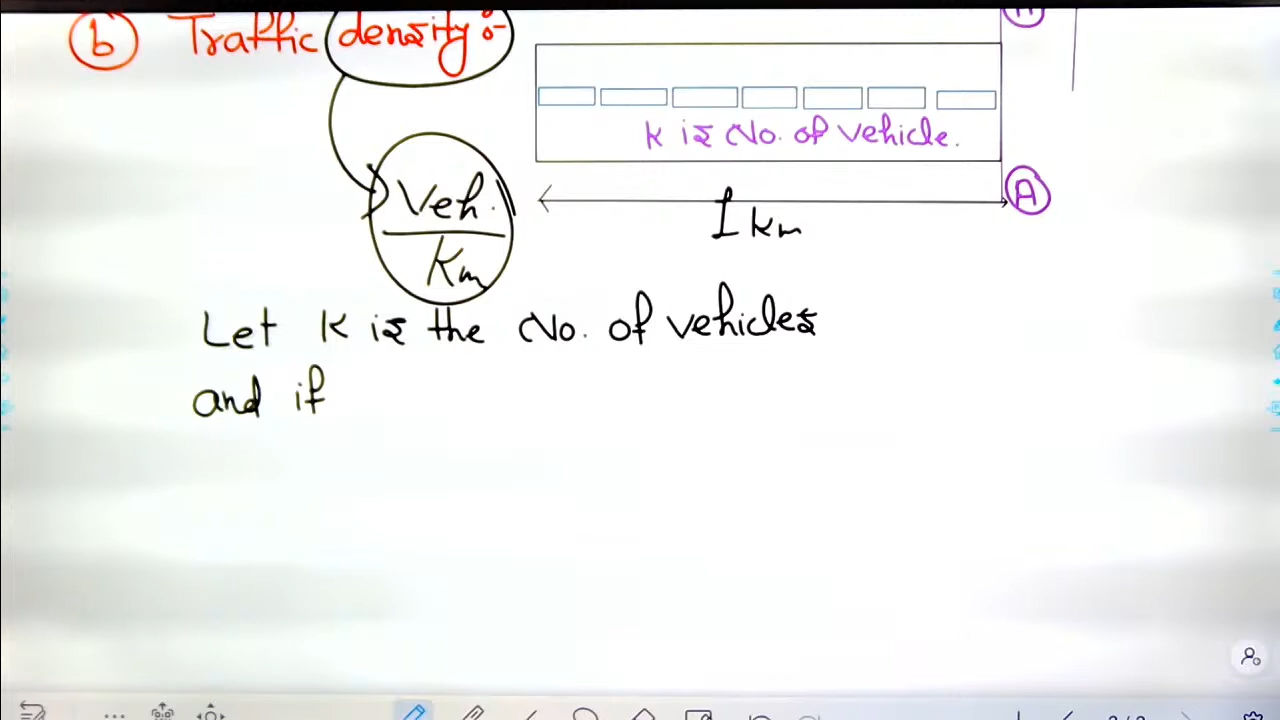 b Traffic density:-
K is No. of vehicle.
A
Veh.
Km
1 Km
Let K is the No. of vehicles
and if